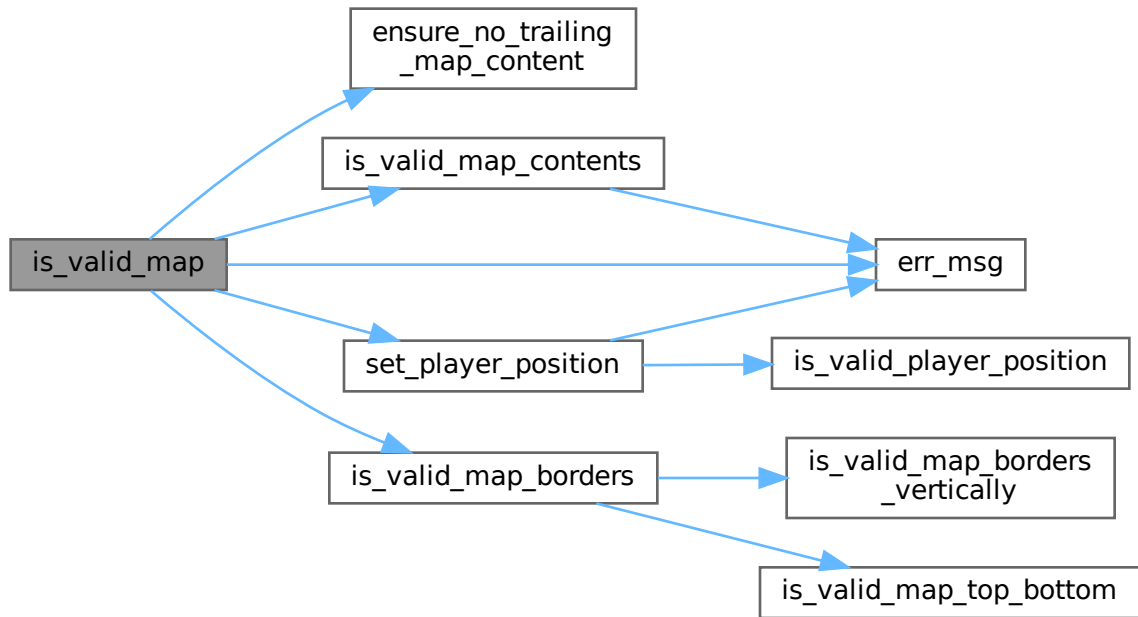 ensure_no_trailing
_map_content
is_valid_map_contents
is_valid_map
err_msg
set_player_position
is_valid_player_position
is_valid_map_borders
is_valid_map_borders
_vertically
is_valid_map_top_bottom